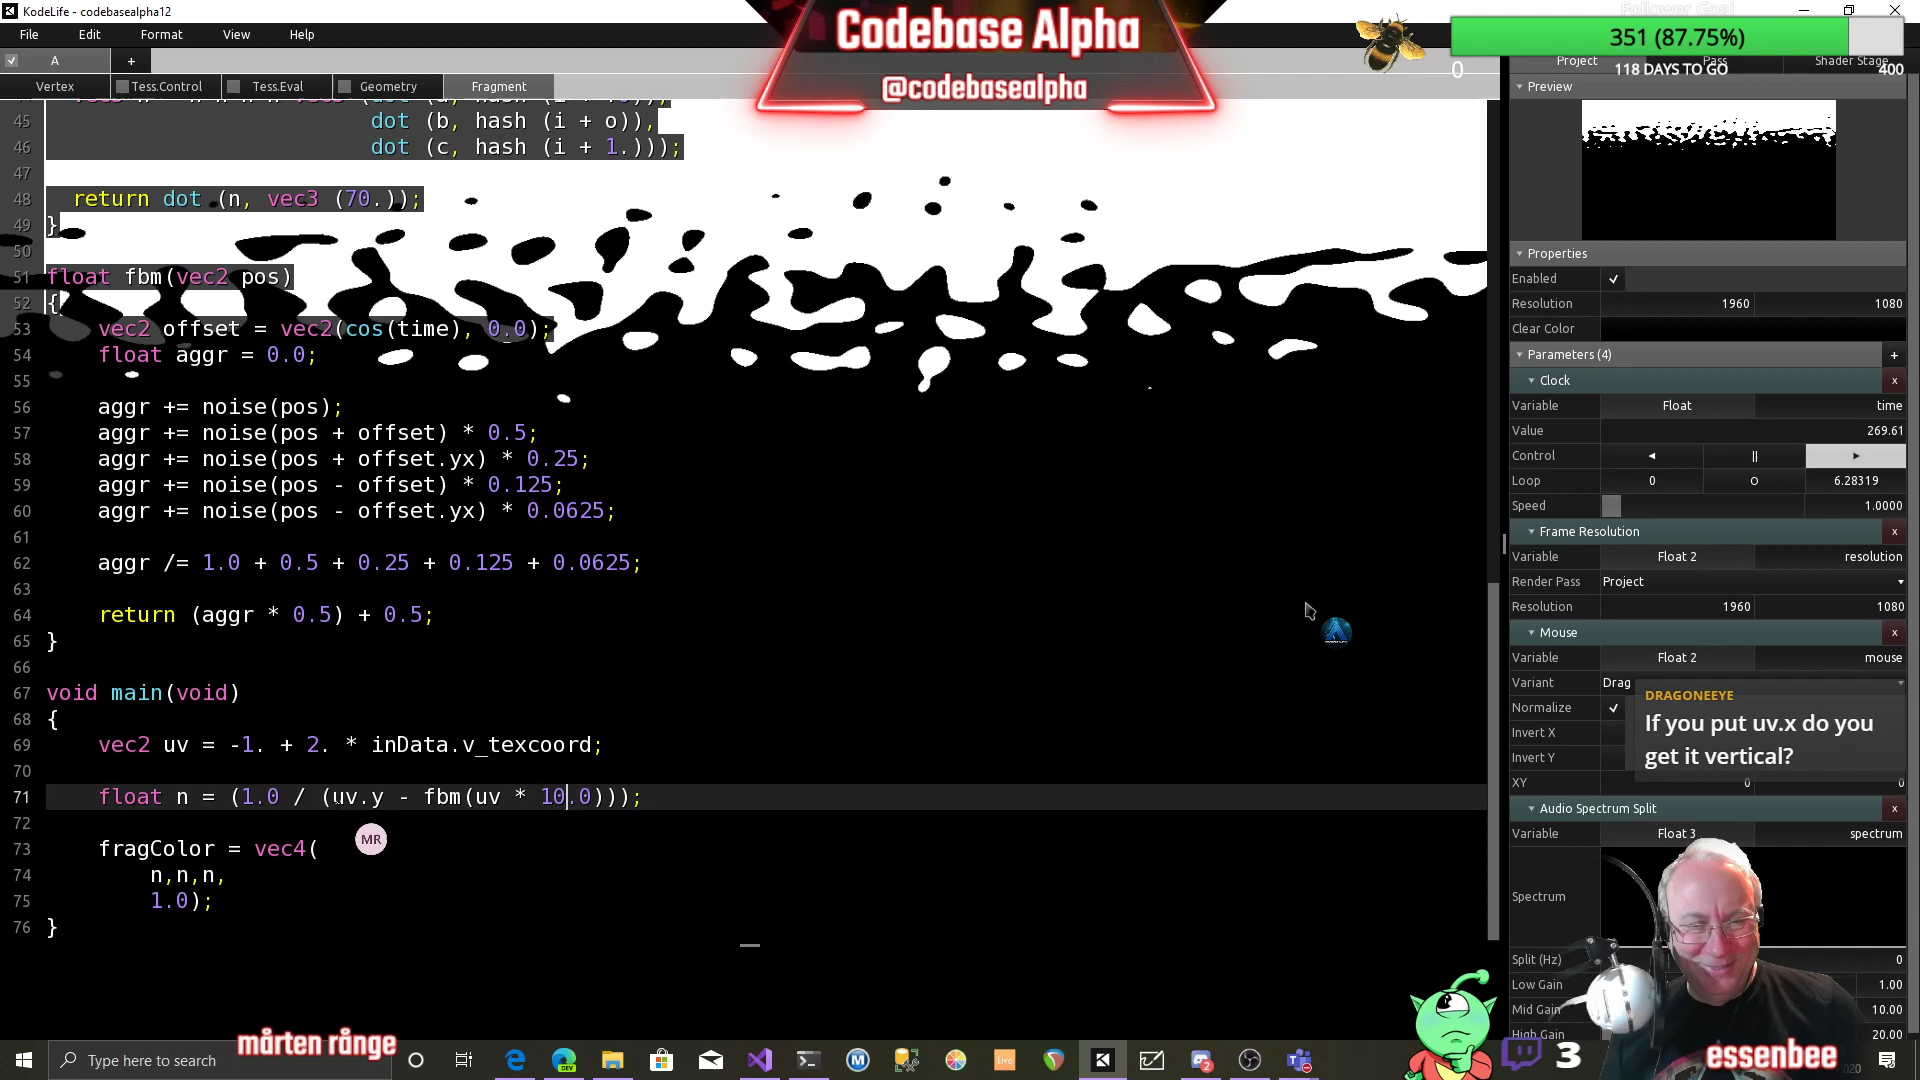 KodeLife - codebasealpha12
File Edit Format View Help
Codebase Alpha
@codebasealpha
Follower Goal
351 (87.75%)
0
118 DAYS TO GO
400
A
+
Vertex Tess.Control Tess.Eval Geometry Fragment
45 dot (b, hash (i + o)),
46 dot (c, hash (i + 1.)));
47
48 return dot (n, vec3 (70.));
49 }
50
51 float fbm(vec2 pos)
52 {
53 vec2 offset = vec2(cos(time), 0.0);
54 float aggr = 0.0;
55
56 aggr += noise(pos);
57 aggr += noise(pos + offset) * 0.5;
58 aggr += noise(pos + offset.yx) * 0.25;
59 aggr += noise(pos - offset) * 0.125;
60 aggr += noise(pos - offset.yx) * 0.0625;
61
62 aggr /= 1.0 + 0.5 + 0.25 + 0.125 + 0.0625;
63
64 return (aggr * 0.5) + 0.5;
65 }
66
67 void main(void)
68 {
69 vec2 uv = -1. + 2. * inData.v_texcoord;
70
71 float n = (1.0 / (uv.y - fbm(uv * 10.0)));
72
73 fragColor = vec4(
74 n,n,n,
75 1.0);
76 }
MR
Project Pass Shader Stage
Preview
Properties
Enabled
Resolution 1960 1080
Clear Color
Parameters (4) +
Clock x
Variable Float time
Value 269.61
Control
Loop 0 O 6.28319
Speed 1.0000
Frame Resolution x
Variable Float 2 resolution
Render Pass Project
Resolution 1960 1080
Mouse x
Variable Float 2 mouse
Variant Drag
Normalize
Invert X
Invert Y
XY 0 0
DRAGONEEYE
If you put uv.x do you
get it vertical?
Audio Spectrum Split x
Variable Float 3 spectrum
Spectrum
Split (Hz) 0
Low Gain 1.00
Mid Gain 10.00
High Gain 20.00
Type here to search
mårten rånge
3
essenbee